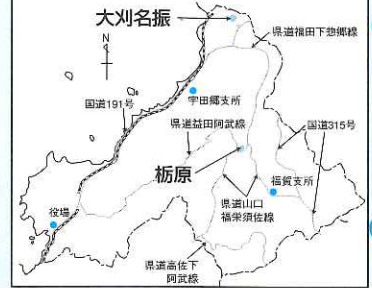 大刈名振
N
県道福田下惣郷線
宇田郷支所
国道191号
県道益田阿武線
国道315号
栃原
福賀支所
県道山口
福栄須佐線
役場
県道高佐下
阿武線